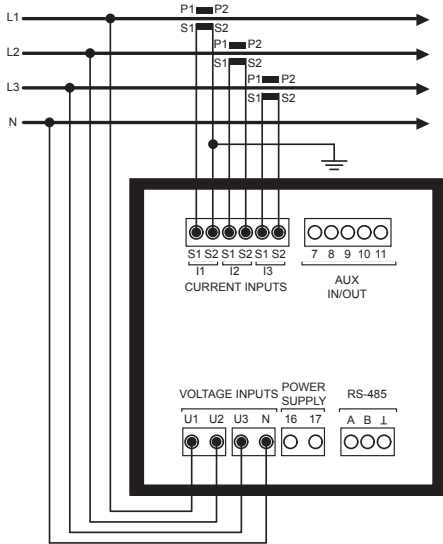 L1 P1 P2
S1 S2
L2 P1 P2
S1 S2
L3 P1 P2
S1 S2
N
S1 S2 S1 S2 S1 S2 7 8 9 10 11
I1 I2 I3
CURRENT INPUTS
AUX
IN/OUT
VOLTAGE INPUTS
POWER
SUPPLY
RS-485
U1 U2 U3 N 16 17 A B ⊥